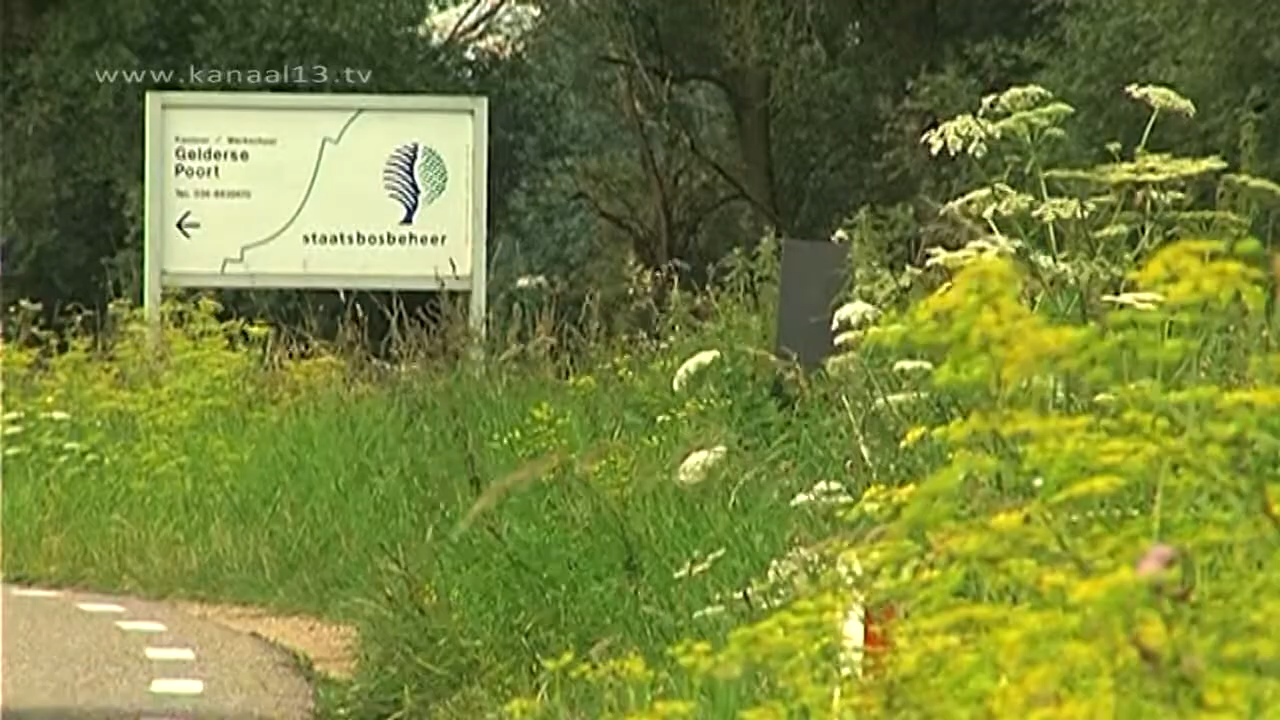 www.kanaal13.tv
Kantoor / Werkschuur
Gelderse
Poort
staatsbosbeheer